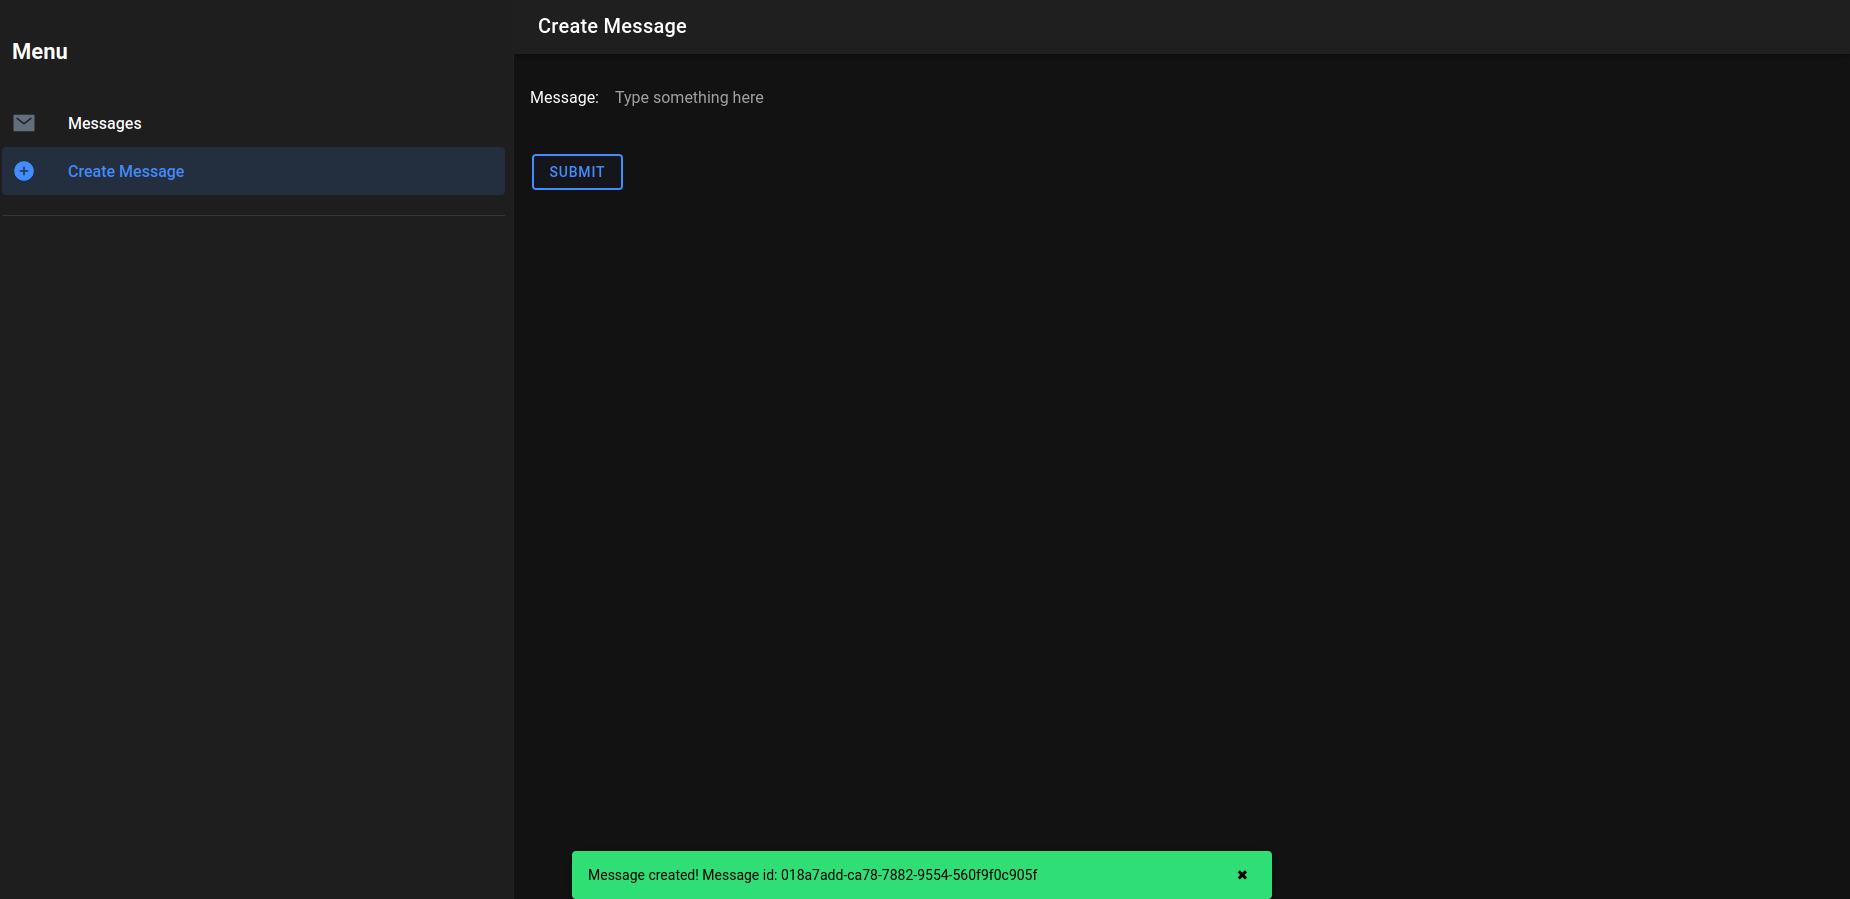 Menu
Messages
Create Message
Create Message
Message: Type something here
SUBMIT
Message created! Message id: 018a7add-ca78-7882-9554-560f9f0c905f